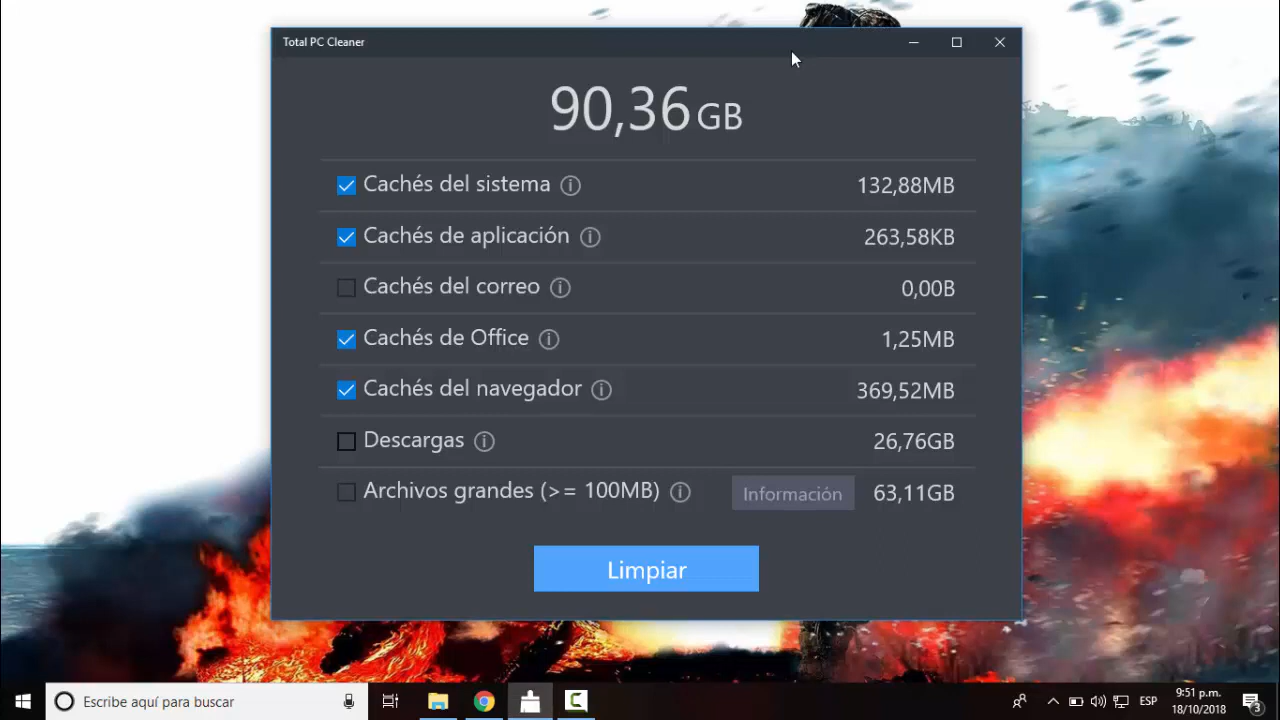 Total PC Cleaner
90,36 GB
Cachés del sistema 132,88MB
Cachés de aplicación 263,58KB
Cachés del correo 0,00B
Cachés de Office 1,25MB
Cachés del navegador 369,52MB
Descargas 26,76GB
Archivos grandes (>= 100MB) Información 63,11GB
Limpiar
Escribe aquí para buscar
ESP
9:51 p.m.
18/10/2018
3